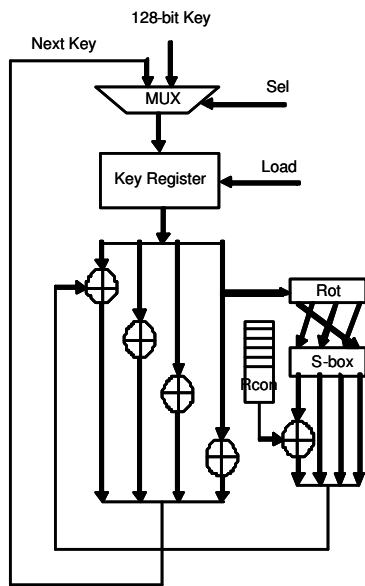 128-bit Key
Next Key
MUX
Sel
Key Register
Load
Rot
Rcon
S-box